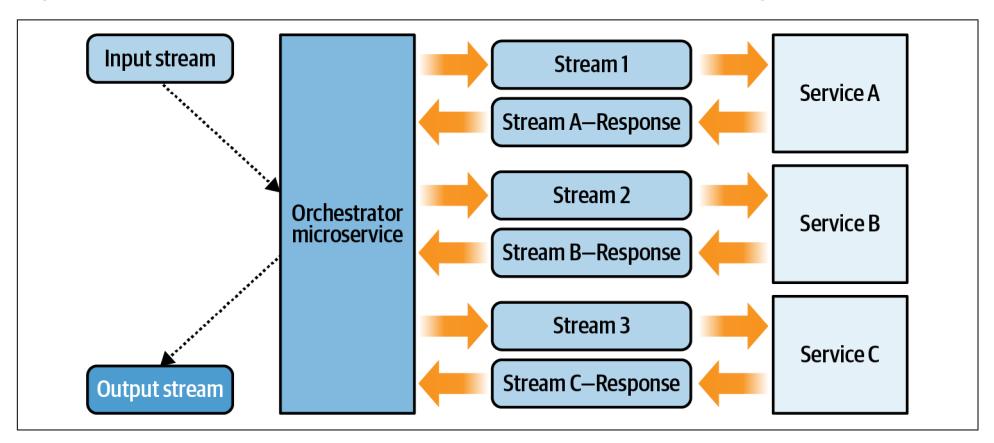 Input stream
Stream 1
Service A
Stream A—Response
Stream 2
Orchestrator
microservice
Service B
Stream B—Response
Stream 3
Service C
Stream C—Response
Output stream